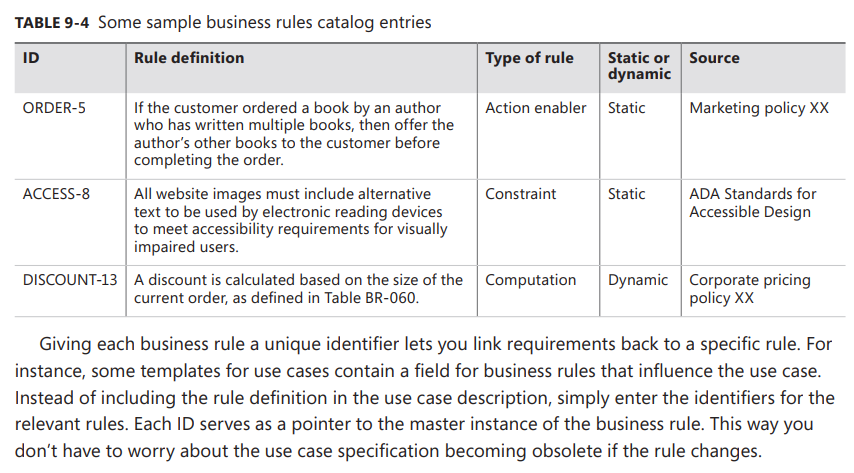 TABLE 9-4 Some sample business rules catalog entries
ID Rule definition Type of rule Static or dynamic Source
ORDER-5 If the customer ordered a book by an author Action enabler Static Marketing policy XX
who has written multiple books, then offer the
author's other books to the customer before
completing the order.
ACCESS-8 All website images must include alternative Constraint Static ADA Standards for
text to be used by electronic reading devices Accessible Design
to meet accessibility requirements for visually
impaired users.
DISCOUNT-13 A discount is calculated based on the size of the Computation Dynamic Corporate pricing
current order, as defined in Table BR-060. policy XX
Giving each business rule a unique identifier lets you link requirements back to a specific rule. For
instance, some templates for use cases contain a field for business rules that influence the use case.
Instead of including the rule definition in the use case description, simply enter the identifiers for the
relevant rules. Each ID serves as a pointer to the master instance of the business rule. This way you
don't have to worry about the use case specification becoming obsolete if the rule changes.